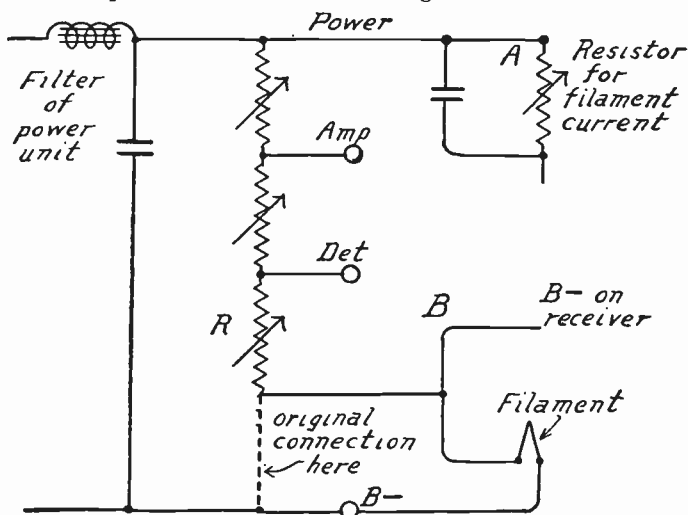 Power
Filter
of
power
unit
A
Resistor
for
filament
current
Amp
Det
R
B
B- on
receiver
Filament
original
connection
here
B-